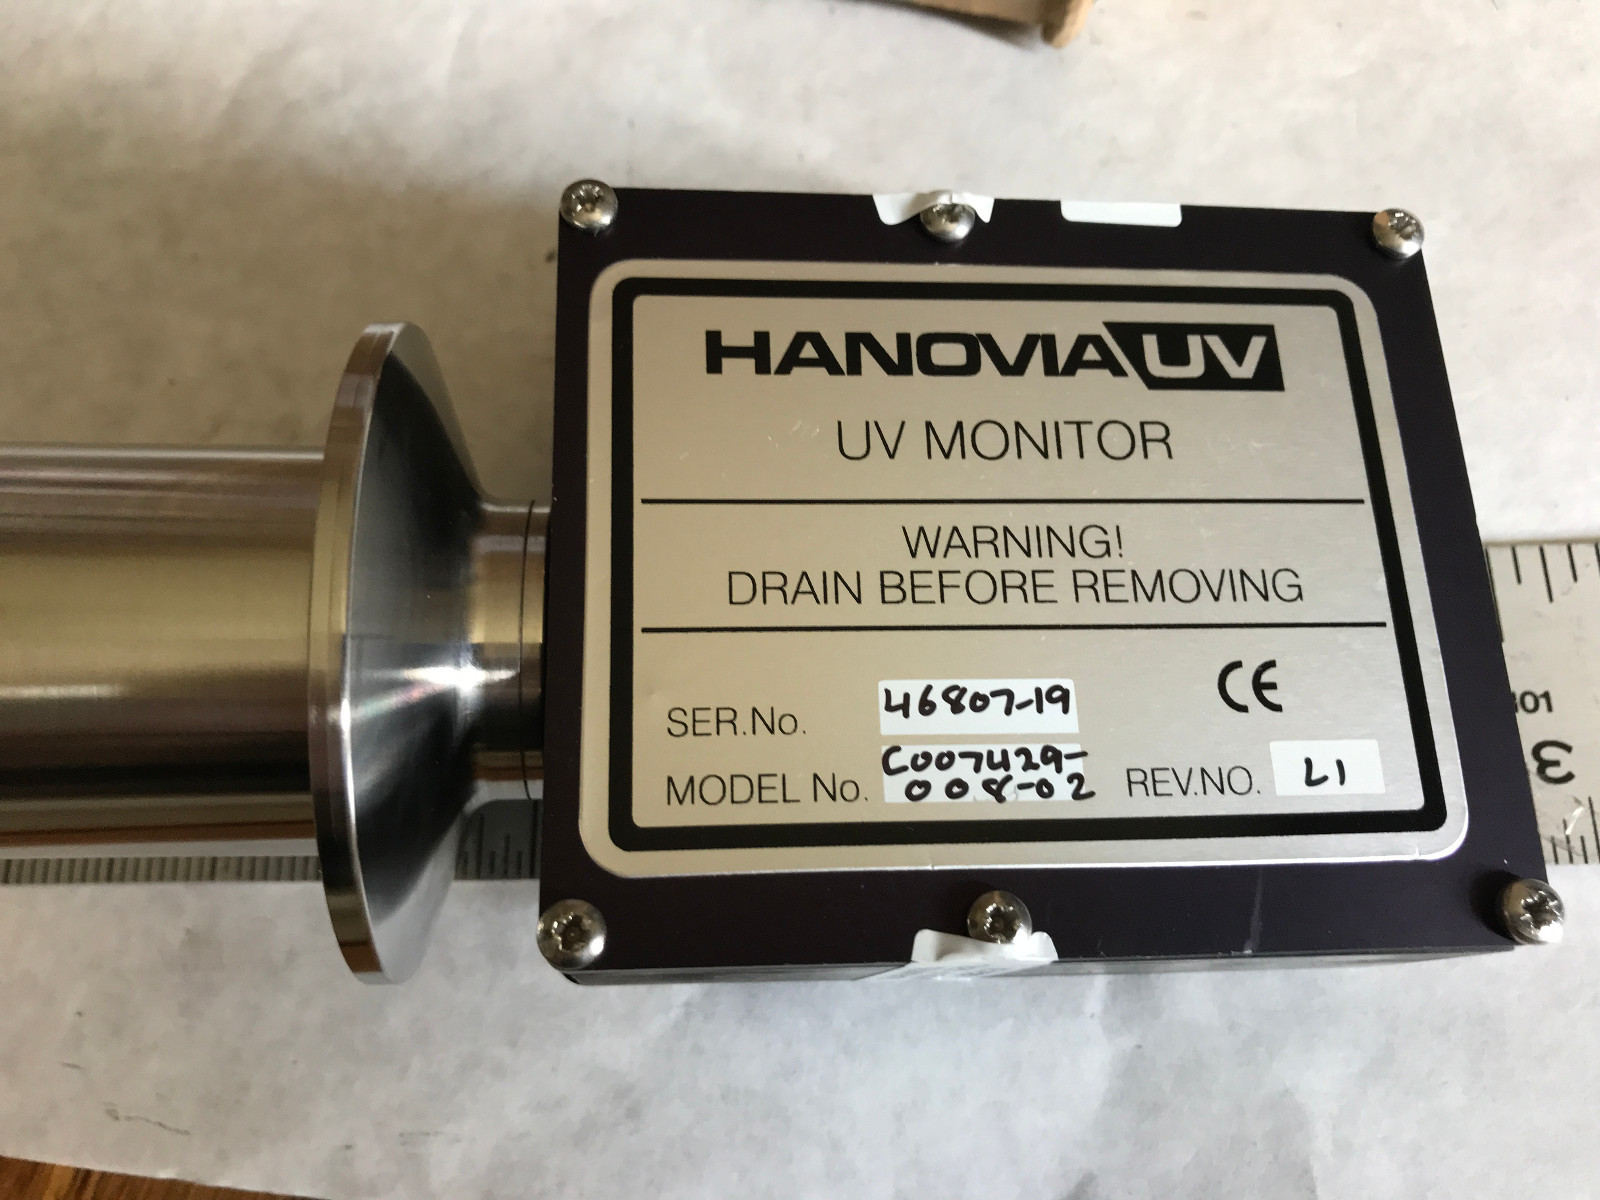 HANOVIA UV
UV MONITOR
WARNING!
DRAIN BEFORE REMOVING
CE
SER.No. 46807-19
MODEL No. C007429-
008-02
REV.NO. L1
101
3